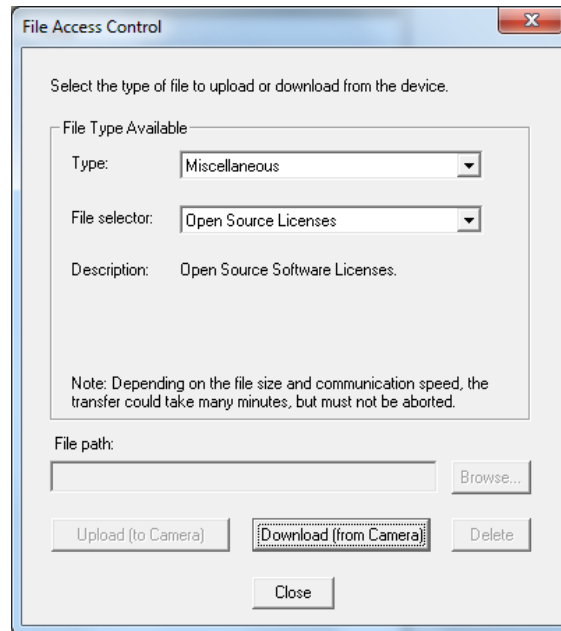 File Access Control
Select the type of file to upload or download from the device.
File Type Available
Type: Miscellaneous
File selector: Open Source Licenses
Description: Open Source Software Licenses.
Note: Depending on the file size and communication speed, the
transfer could take many minutes, but must not be aborted.
File path:
Browse...
Upload (to Camera) Download (from Camera) Delete
Close